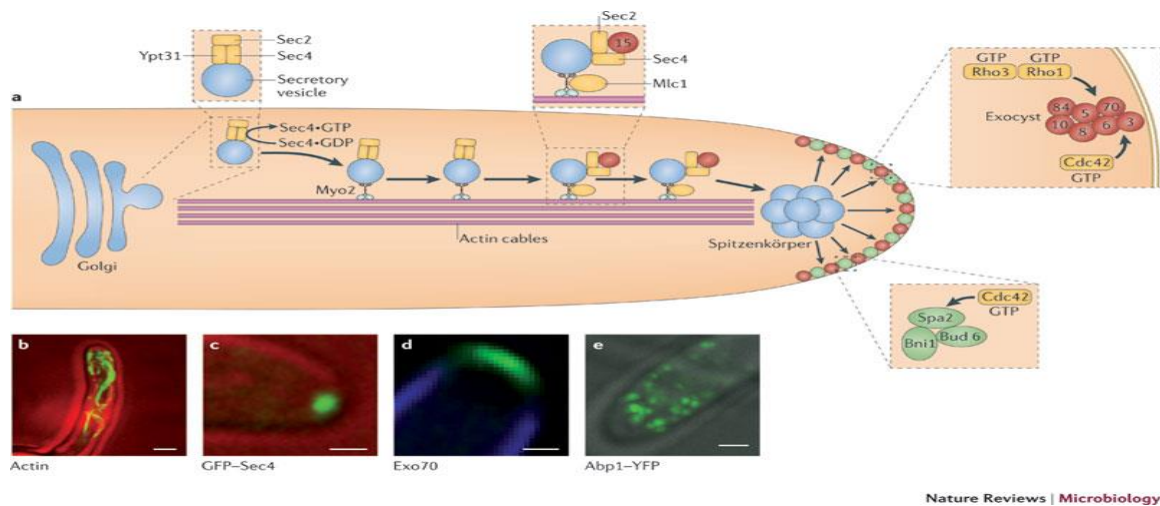 Sec2
Ypt31
Sec4
Secretory
vesicle
Sec2
15
Sec4
Mlc1
GTP
GTP
Rho3
Rho1
84
5
70
10
8
6
3
Exocyst
Cdc42
GTP
a
Sec4•GTP
Sec4•GDP
Myo2
Actin cables
Golgi
Spitzenkörper
Cdc42
GTP
Spa2
Bni1
Bud 6
b
c
d
e
Actin
GFP–Sec4
Exo70
Abp1–YFP
Nature Reviews | Microbiology